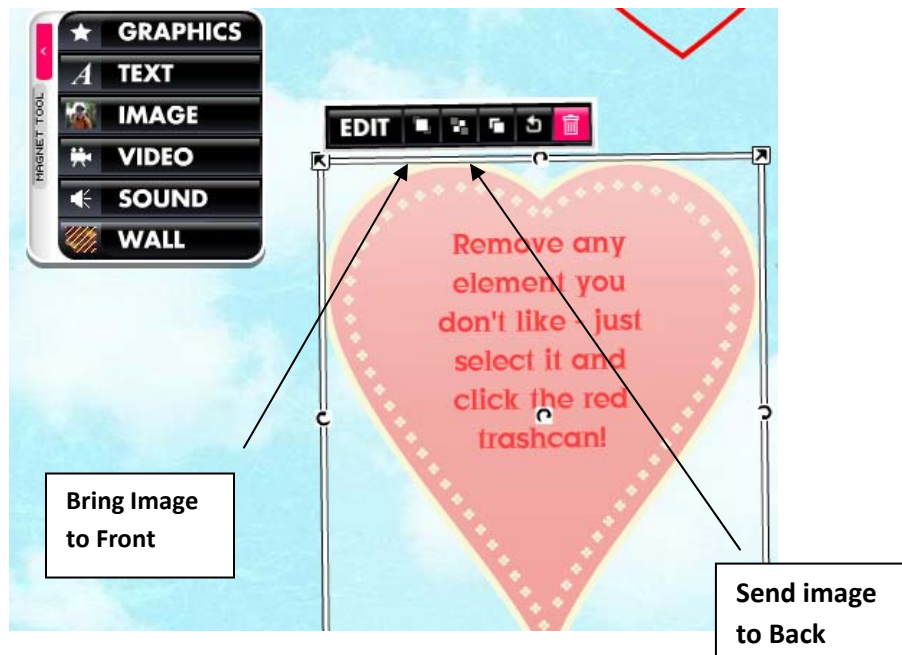 GRAPHICS
A TEXT
IMAGE
VIDEO
SOUND
WALL
MAGNET TOOL
EDIT
Remove any
element you
don't like - just
select it and
click the red
trashcan!
Bring Image
to Front
Send image
to Back